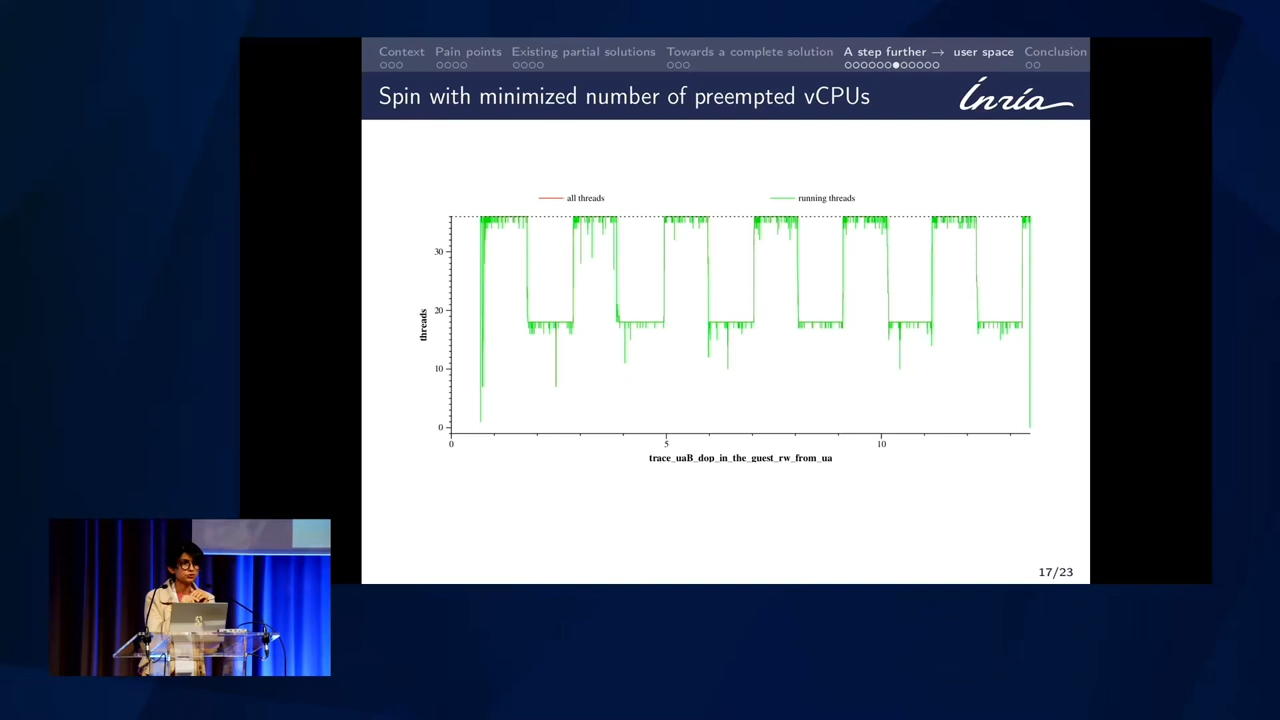 Context Pain points Existing partial solutions Towards a complete solution A step further → user space Conclusion
Spin with minimized number of preempted vCPUs
Inria
all threads running threads
30
20
10
0
threads
0 5 10
trace_uaB_dop_in_the_guest_rw_from_ua
17/23